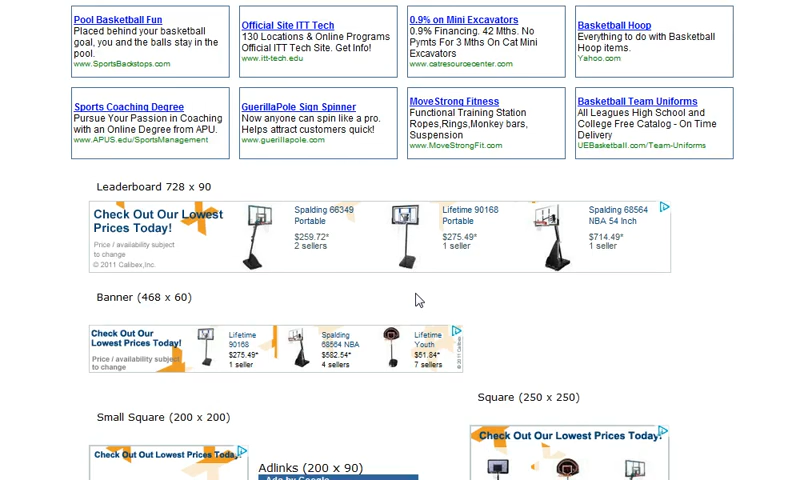 Pool Basketball Fun
Placed behind your basketball
goal, you and the balls stay in the
pool.
www.SportsBackstops.com
Official Site ITT Tech
130 Locations & Online Programs
Official ITT Tech Site. Get Info!
www.itt-tech.edu
0.9% on Mini Excavators
0.9% Financing. 42 Mths. No
Pymts For 3 Mths On Cat Mini
Excavators
www.catresourcecenter.com
Basketball Hoop
Everything to do with Basketball
Hoop items.
Yahoo.com
Sports Coaching Degree
Pursue Your Passion in Coaching
with an Online Degree from APU.
www.APUS.edu/SportsManagement
GuerillaPole Sign Spinner
Now anyone can spin like a pro.
Helps attract customers quick!
www.guerillapole.com
MoveStrong Fitness
Functional Training Station
Ropes,Rings,Monkey bars,
Suspension
www.MoveStrongFit.com
Basketball Team Uniforms
All Leagues High School and
College Free Catalog - On Time
Delivery
UEBasketball.com/Team-Uniforms
Leaderboard 728 x 90
Check Out Our Lowest
Prices Today!
Price / availability subject
to change
© 2011 Calibex,Inc.
Spalding 66349
Portable
$259.72*
2 sellers
Lifetime 90168
Portable
$275.49*
1 seller
Spalding 68564
NBA 54 Inch
$714.49*
1 seller
Banner (468 x 60)
Check Out Our
Lowest Prices Today!
Price / availability subject
to change
Lifetime
90168
$275.49*
1 seller
Spalding
68564 NBA
$582.54*
4 sellers
Lifetime
Youth
$51.84*
7 sellers
© 2011 Calibex
Square (250 x 250)
Small Square (200 x 200)
Check Out Our Lowest Prices Today!
Check Out Our Lowest Prices Today!
Adlinks (200 x 90)
Ads by Google